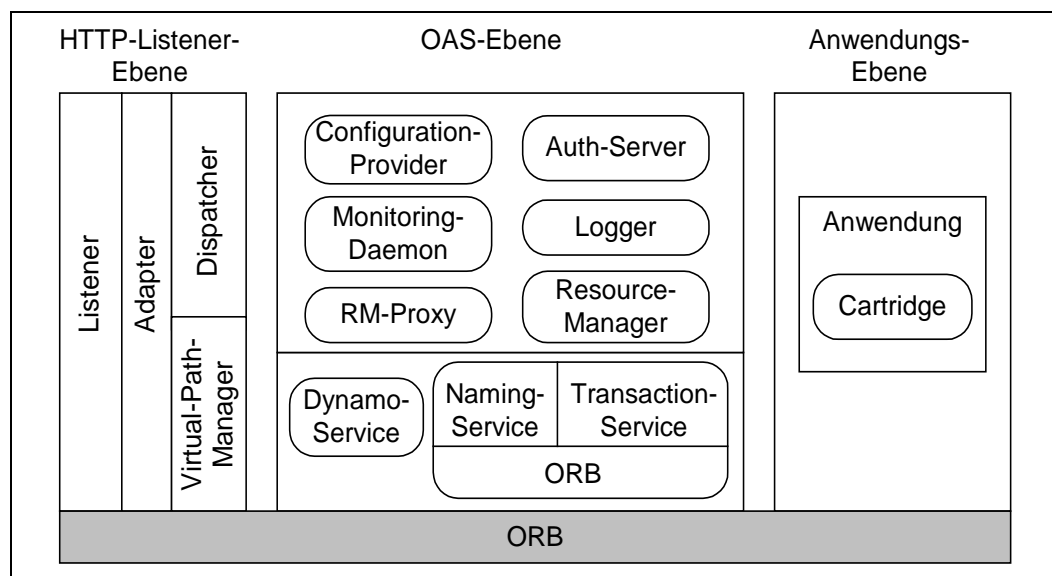 HTTP-Listener-
Ebene
OAS-Ebene
Anwendungs-
Ebene
Listener
Adapter
Dispatcher
Virtual-Path-
Manager
Configuration-
Provider
Auth-Server
Monitoring-
Daemon
Logger
RM-Proxy
Resource-
Manager
Dynamo-
Service
Naming-
Service
Transaction-
Service
ORB
Anwendung
Cartridge
ORB